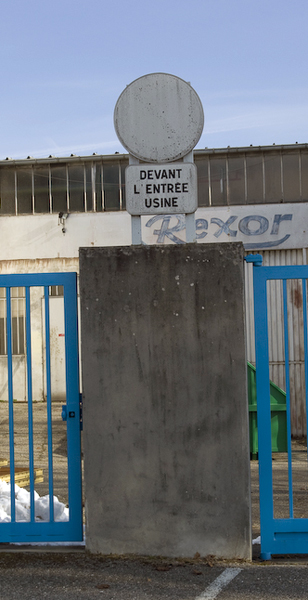 DEVANT
L'ENTRÉE
USINE
Rexor